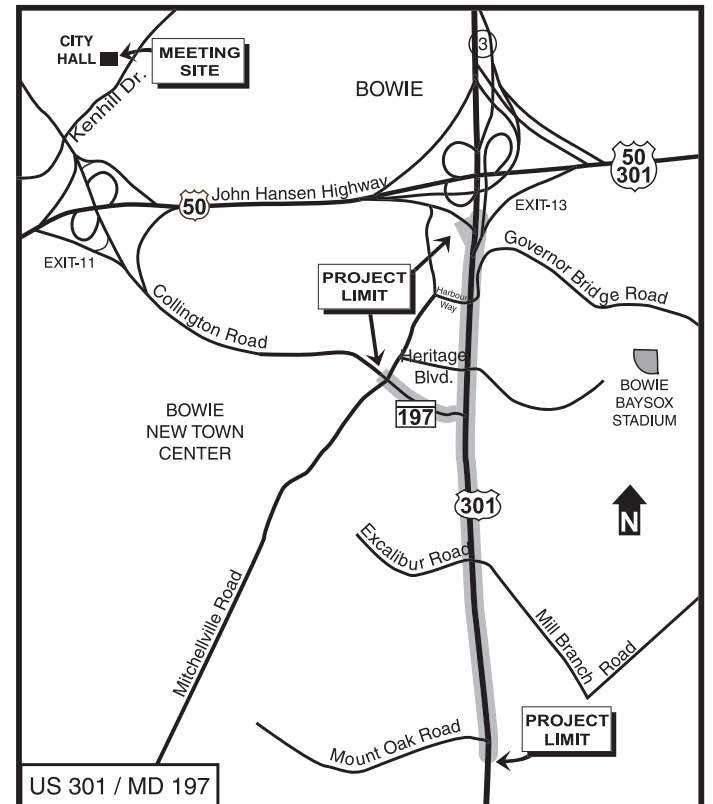 CITY
HALL
MEETING
SITE
Kenhill Dr.
BOWIE
3
50
301
50
John Hansen Highway
EXIT-13
EXIT-11
Governor Bridge Road
PROJECT
LIMIT
Harbour
Way
Collington Road
Heritage
Blvd.
BOWIE
BAYSOX
STADIUM
BOWIE
NEW TOWN
CENTER
197
301
N
Excalibur Road
Mitchellville Road
Mill Branch
Road
Mount Oak Road
PROJECT
LIMIT
US 301 / MD 197